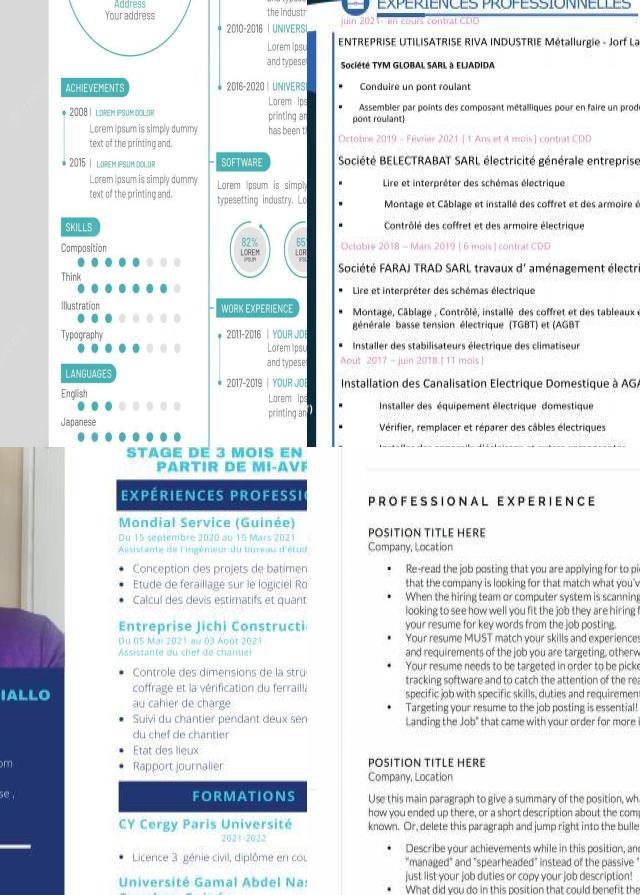 Address
Your address
ACHIEVEMENTS
2008 | LOREM IPSUM DOLOR
Lorem Ipsum is simply dummy
text of the printing and.
2015 | LOREM IPSUM DOLOR
Lorem Ipsum is simply dummy
text of the printing and.
SKILLS
Composition
Think
Illustration
Typography
LANGUAGES
English
Japanese
the industr
2010-2016 | UNIVERS
Lorem Ipsu
and typeset
2016-2020 | UNIVERS
Lorem Ips
printing an
has been th
SOFTWARE
Lorem Ipsum is simply
typesetting industry. Lo
82%
LOREM
IPSUM
65
LOR
WORK EXPERIENCE
2011-2016 | YOUR JO
Lorem Ipsu
and typese
2017-2019 | YOUR JO
Lorem Ips
printing an
EXPÉRIENCES PROFESSIONNELLES
juin 2021- en cours contrat CDD
ENTREPRISE UTILISATRISE RIVA INDUSTRIE Métallurgie - Jorf La
Société TYM GLOBAL SARL à ELJADIDA
Conduire un pont roulant
Assembler par points des composant métalliques pour en faire un prod
pont roulant)
Octobre 2019 – Février 2021 [ 1 Ans et 4 mois] contrat CDD
Société BELECTRABAT SARL électricité générale entreprise
Lire et interpréter des schémas électrique
Montage et Câblage et installé des coffret et des armoire é
Contrôlé des coffret et des armoire électrique
Octobre 2018 – Mars 2019 [ 6 mois] contrat CDD
Société FARAJ TRAD SARL travaux d' aménagement électri
Lire et interpréter des schémas électrique
Montage, Câblage , Contrôlé, installé des coffret et des tableaux é
générale basse tension électrique (TGBT) et (AGBT
Installer des stabilisateurs électrique des climatiseur
Aout 2017 – juin 2018 [ 11 mois]
Installation des Canalisation Electrique Domestique à AGA
Installer des équipement électrique domestique
Vérifier, remplacer et réparer des câbles électriques
IALLO
om
se ,
STAGE DE 3 MOIS EN
PARTIR DE MI-AVR
EXPÉRIENCES PROFESSIO
Mondial Service (Guinée)
Du 15 septembre 2020 au 15 Mars 2021
Assistante de l'ingénieur du bureau d'étud
Conception des projets de batimen
Etude de feraillage sur le logiciel Ro
Calcul des devis estimatifs et quant
Entreprise Jichi Constructi
Du 05 Mai 2021 au 03 Août 2021
Assistante du chef de chantier
Controle des dimensions de la stru
coffrage et la vérification du ferrailla
au cahier de charge
Suivi du chantier pendant deux sem
du chef de chantier
Etat des lieux
Rapport journalier
FORMATIONS
CY Cergy Paris Université
2021-2022
Licence 3 génie civil, diplôme en cou
Université Gamal Abdel Nas
PROFESSIONAL EXPERIENCE
POSITION TITLE HERE
Company, Location
Re-read the job posting that you are applying for to pi
that the company is looking for that match what you'v
When the hiring team or computer system is scanning
looking to see how well you fit the job they are hiring f
your resume for key words from the job posting.
Your resume MUST match your skills and experiences
and requirements of the job you are targeting, otherw
Your resume needs to be targeted in order to be picke
tracking software and to catch the attention of the rea
specific job with specific skills, duties and requirement
Targeting your resume to the job posting is essential!
Landing the Job" that came with your order for more i
POSITION TITLE HERE
Company, Location
Use this main paragraph to give a summary of the position, wh
how you ended up there, or a short description about the comp
known. Or, delete this paragraph and jump right into the bulle
Describe your achievements while in this position, and
"managed" and "spearheaded" instead of the passive "
just list your job duties or copy your job description!
What did you do in this position that could benefit the